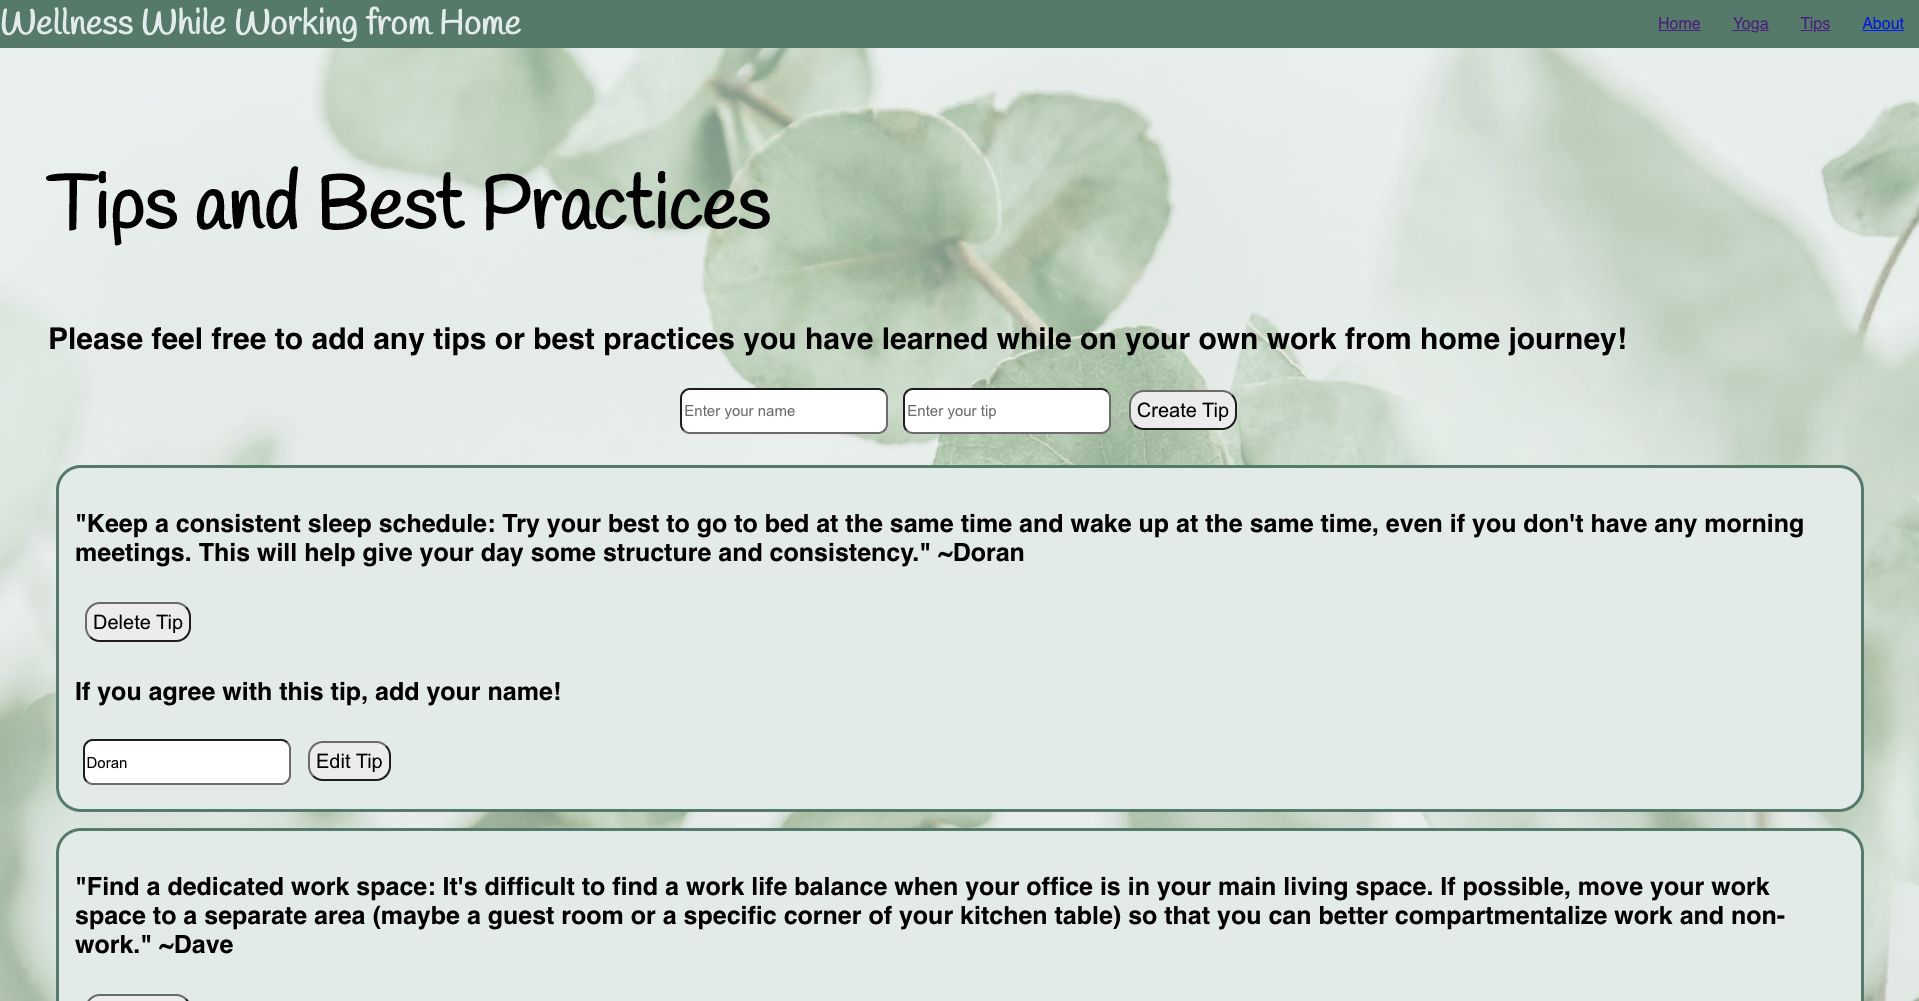 Wellness While Working from Home
Home Yoga Tips About
Tips and Best Practices
Please feel free to add any tips or best practices you have learned while on your own work from home journey!
Enter your name Enter your tip Create Tip
"Keep a consistent sleep schedule: Try your best to go to bed at the same time and wake up at the same time, even if you don't have any morning
meetings. This will help give your day some structure and consistency." ~Doran
Delete Tip
If you agree with this tip, add your name!
Doran Edit Tip
"Find a dedicated work space: It's difficult to find a work life balance when your office is in your main living space. If possible, move your work
space to a separate area (maybe a guest room or a specific corner of your kitchen table) so that you can better compartmentalize work and non-
work." ~Dave